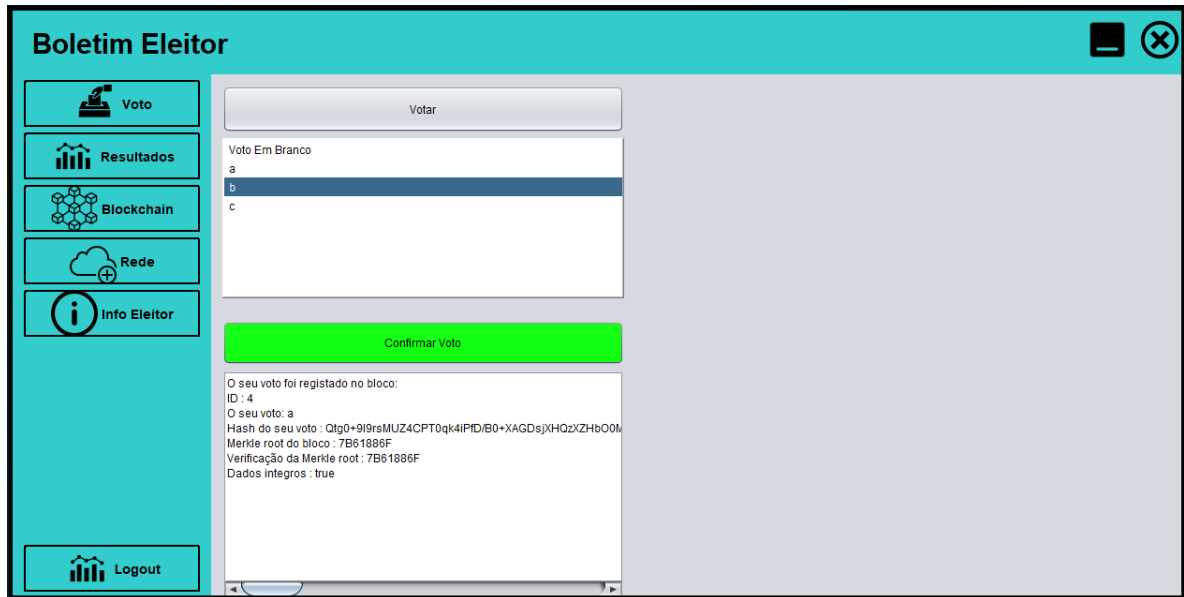 Boletim Eleitor
Voto
Resultados
Blockchain
Rede
Info Eleitor
Logout
Votar
Voto Em Branco
a
b
c
Confirmar Voto
O seu voto foi registado no bloco:
ID : 4
O seu voto: a
Hash do seu voto : Qtg0+9I9rsMUZ4CPT0qk4iPfD/B0+XAGDsjXHQzXZHbO0M
Merkle root do bloco : 7B61886F
Verificação da Merkle root : 7B61886F
Dados integros : true